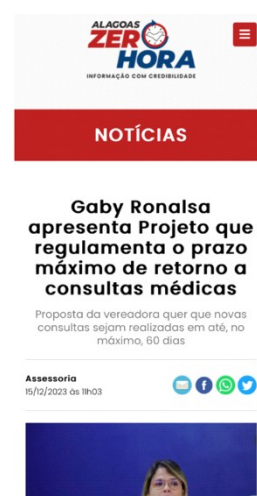 ALAGOAS
ZER HORA
INFORMAÇÃO COM CREDIBILIDADE
NOTÍCIAS
Gaby Ronalsa
apresenta Projeto que
regulamenta o prazo
máximo de retorno a
consultas médicas
Proposta da vereadora quer que novas
consultas sejam realizadas em até, no
máximo, 60 dias
Assessoria
15/12/2023 às 11h03